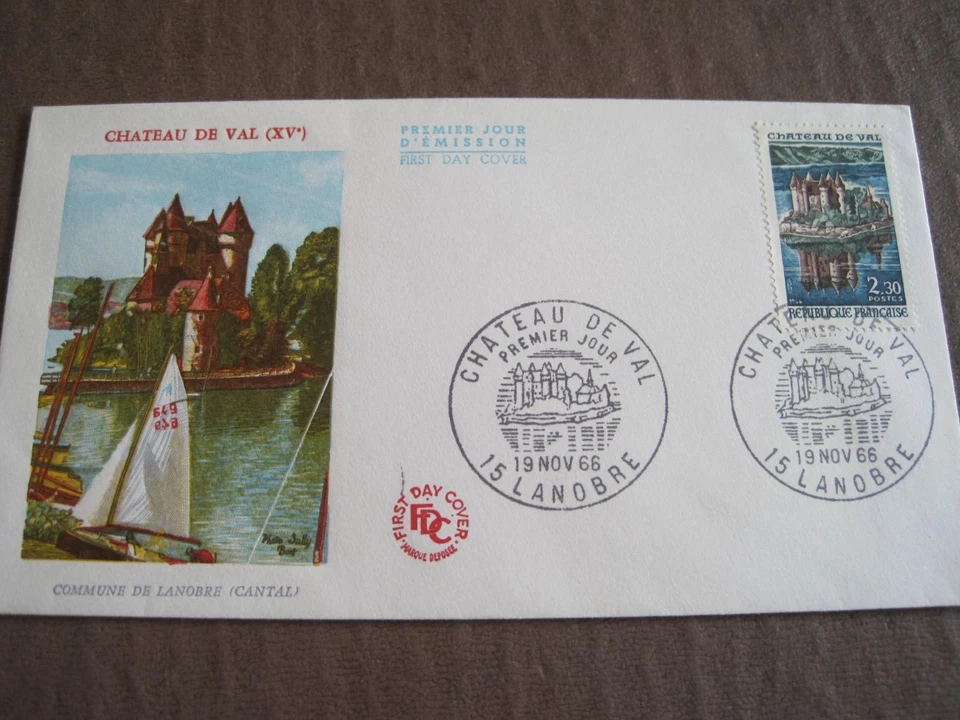 CHATEAU DE VAL (XVe)
PREMIER JOUR
D'ÉMISSION
FIRST DAY COVER
CHATEAU DE VAL
2.30
POSTES
REPUBLIQUE FRANÇAISE
649
CHATEAU DE VAL
PREMIER JOUR
19 NOV 66
15 LANOBRE
CHATEAU DE VAL
PREMIER JOUR
19 NOV 66
15 LANOBRE
FIRST DAY COVER
FDC
MARQUE DEPOSÉE
Photo
COMMUNE DE LANOBRE (CANTAL)